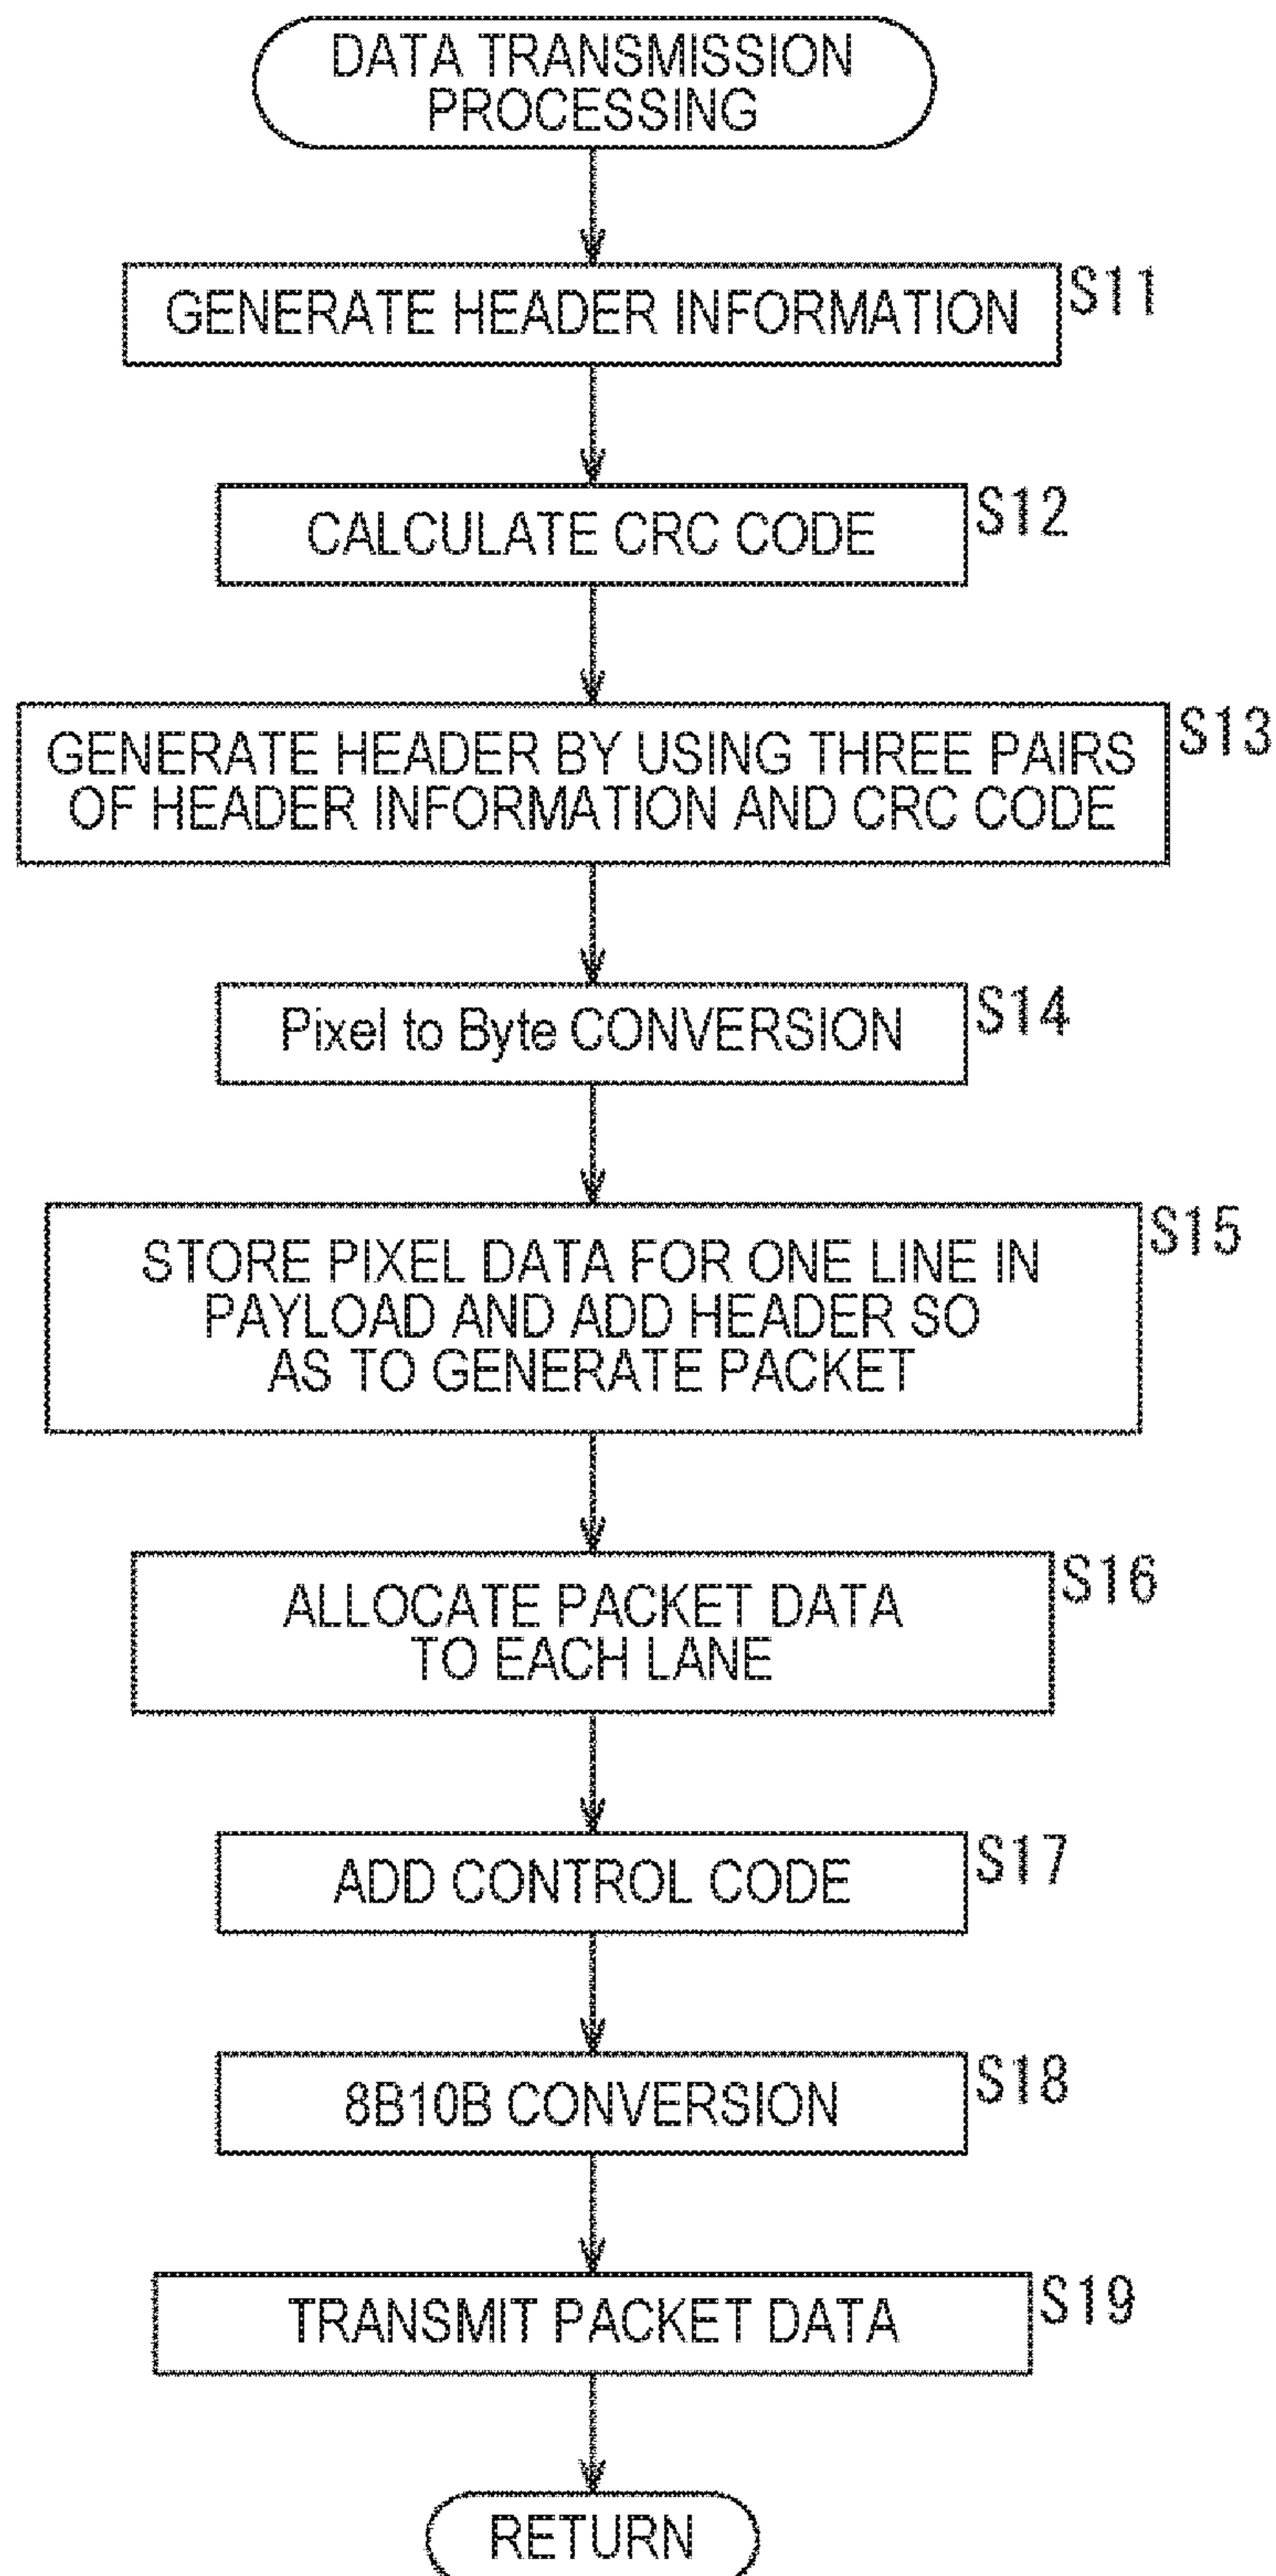 DATA TRANSMISSION
PROCESSING
GENERATE HEADER INFORMATION
S11
CALCULATE CRC CODE
S12
GENERATE HEADER BY USING THREE PAIRS
OF HEADER INFORMATION AND CRC CODE
S13
Pixel to Byte CONVERSION
S14
STORE PIXEL DATA FOR ONE LINE IN
PAYLOAD AND ADD HEADER SO
AS TO GENERATE PACKET
S15
ALLOCATE PACKET DATA
TO EACH LANE
S16
ADD CONTROL CODE
S17
8B10B CONVERSION
S18
TRANSMIT PACKET DATA
S19
RETURN